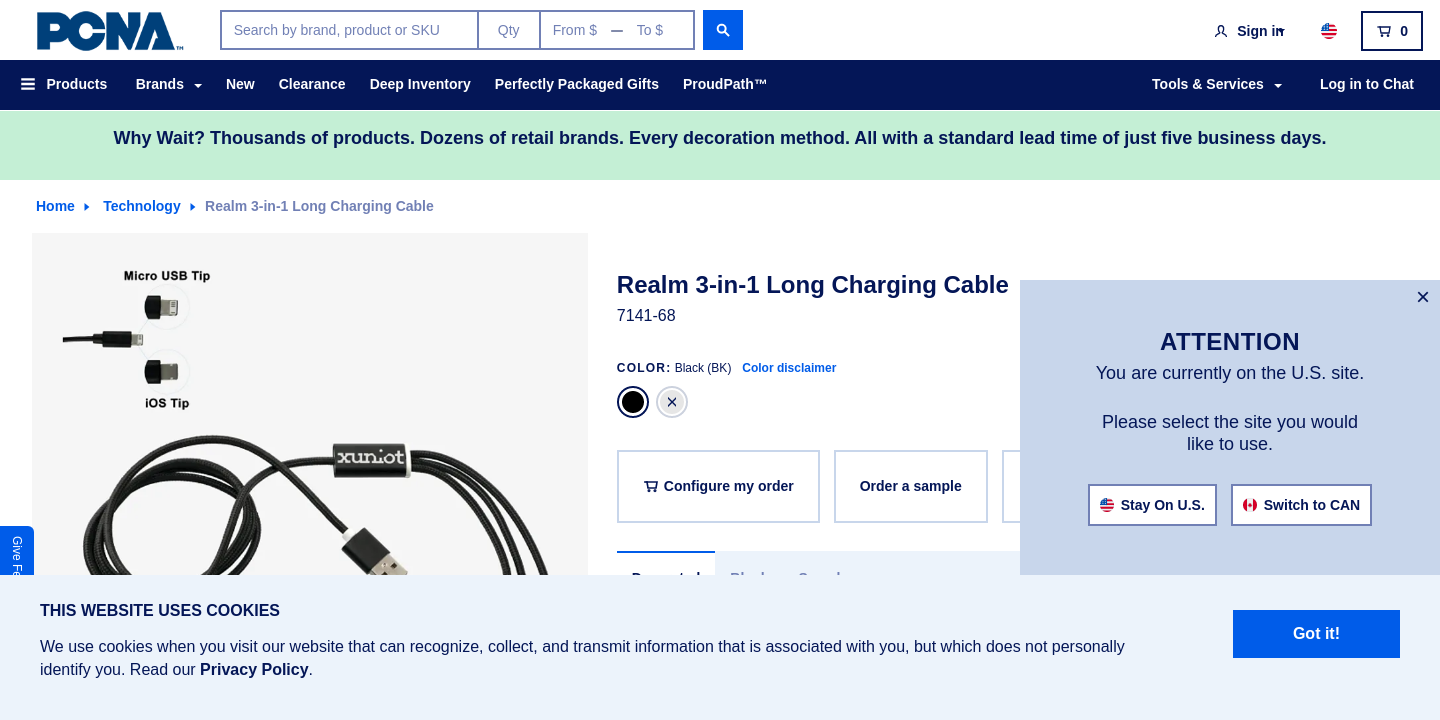 PCNA™
Search by brand, product or SKU
Qty
From $ — To $
Sign in
0
Products
Brands
New
Clearance
Deep Inventory
Perfectly Packaged Gifts
ProudPath™
Tools & Services
Log in to Chat
Why Wait? Thousands of products. Dozens of retail brands. Every decoration method. All with a standard lead time of just five business days.
Home
Technology
Realm 3-in-1 Long Charging Cable
Micro USB Tip
iOS Tip
xuniot
Realm 3-in-1 Long Charging Cable
7141-68
COLOR: Black (BK) Color disclaimer
Configure my order
Order a sample
ATTENTION
You are currently on the U.S. site.
Please select the site you would
like to use.
Stay On U.S.
Switch to CAN
Give
THIS WEBSITE USES COOKIES
We use cookies when you visit our website that can recognize, collect, and transmit information that is associated with you, but which does not personally
identify you. Read our Privacy Policy.
Got it!